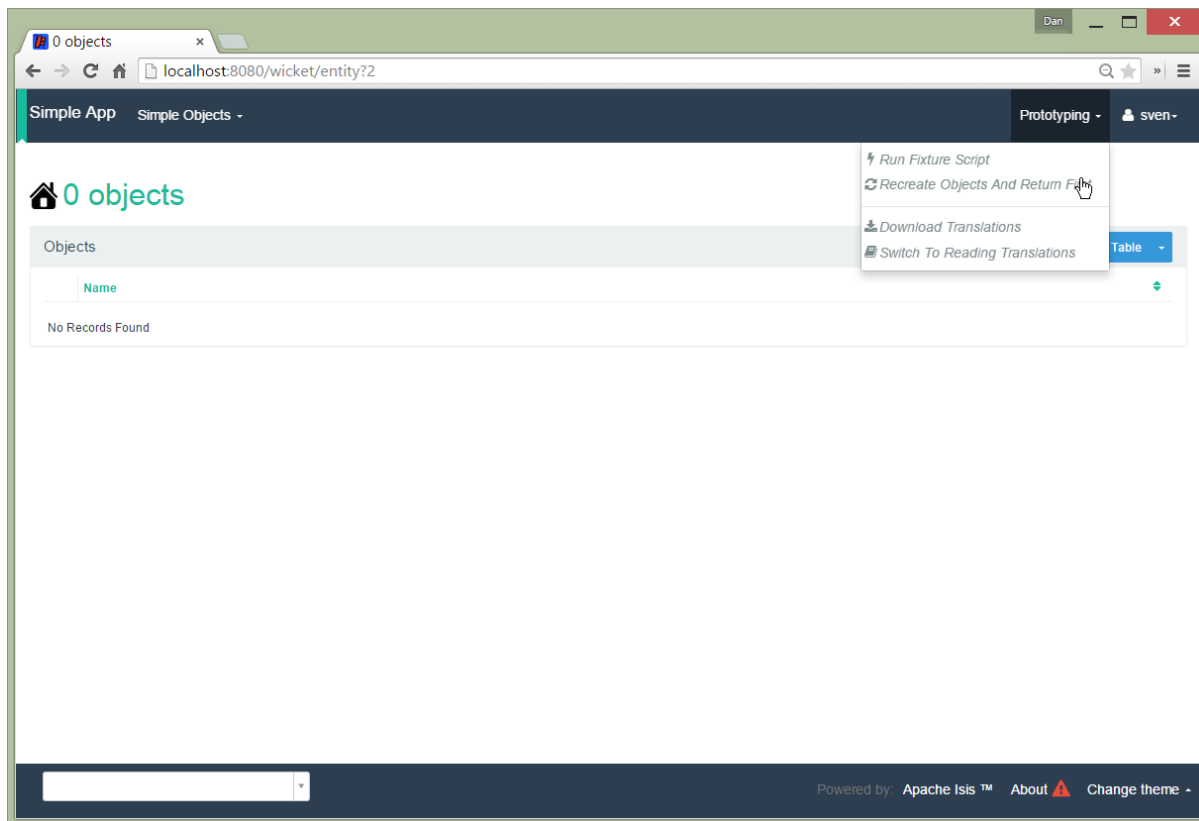 Dan
0 objects
localhost:8080/wicket/entity?2
Simple App Simple Objects Prototyping sven
Run Fixture Script
0 objects
Recreate Objects And Return First
Objects
Download Translations
Table
Switch To Reading Translations
Name
No Records Found
Powered by: Apache Isis ™ About Change theme